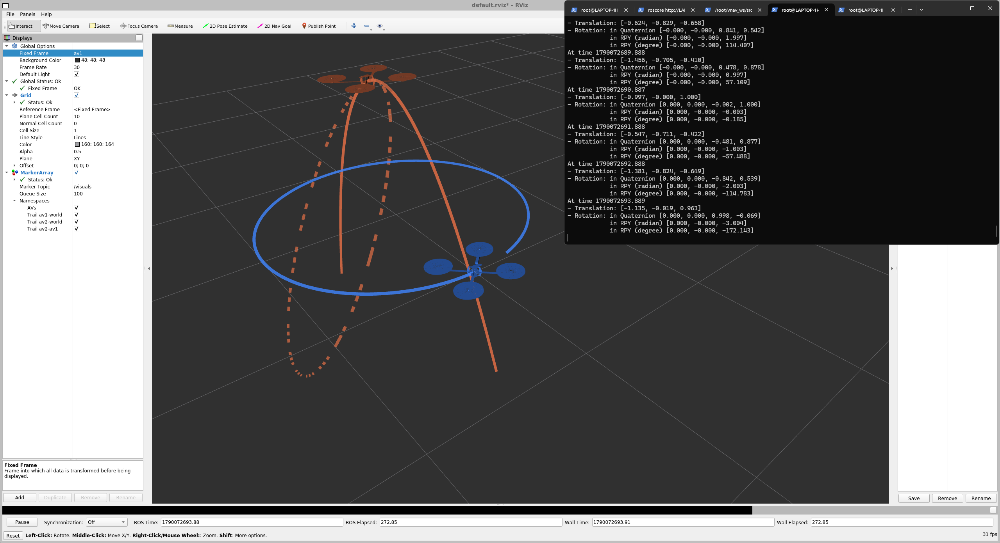 default.rviz* - RViz
File Panels Help
Interact Move Camera Select Focus Camera Measure 2D Pose Estimate 2D Nav Goal Publish Point
Displays
Global Options
Fixed Frame av1
Background Color 48; 48; 48
Frame Rate 30
Default Light
Global Status: Ok
Fixed Frame OK
Grid
Status: Ok
Reference Frame <Fixed Frame>
Plane Cell Count 10
Normal Cell Count 0
Cell Size 1
Line Style Lines
Color 160; 160; 164
Alpha 0.5
Plane XY
Offset 0; 0; 0
MarkerArray
Status: Ok
Marker Topic /visuals
Queue Size 100
Namespaces
AVs
Trail av1-world
Trail av2-world
Trail av2-av1
Fixed Frame
Frame into which all data is transformed before being
displayed.
Add Duplicate Remove Rename
root@LAPTOP-1H roscore http://LAI /root/vnav_ws/src root@LAPTOP-1H root@LAPTOP-1H
- Translation: [-0.624, -0.829, -0.658]
- Rotation: in Quaternion [-0.000, -0.000, 0.841, 0.542]
in RPY (radian) [-0.000, -0.000, 1.997]
in RPY (degree) [-0.000, -0.000, 114.407]
At time 1790072689.888
- Translation: [-1.456, -0.705, -0.410]
- Rotation: in Quaternion [-0.000, -0.000, 0.478, 0.878]
in RPY (radian) [-0.000, -0.000, 0.997]
in RPY (degree) [-0.000, -0.000, 57.109]
At time 1790072690.887
- Translation: [-0.997, -0.000, 1.000]
- Rotation: in Quaternion [0.000, 0.000, -0.002, 1.000]
in RPY (radian) [0.000, -0.000, -0.003]
in RPY (degree) [0.000, -0.000, -0.185]
At time 1790072691.888
- Translation: [-0.547, -0.711, -0.422]
- Rotation: in Quaternion [0.000, 0.000, -0.481, 0.877]
in RPY (radian) [0.000, -0.000, -1.003]
in RPY (degree) [0.000, -0.000, -57.488]
At time 1790072692.888
- Translation: [-1.381, -0.824, -0.649]
- Rotation: in Quaternion [0.000, 0.000, -0.842, 0.539]
in RPY (radian) [0.000, -0.000, -2.003]
in RPY (degree) [0.000, -0.000, -114.783]
At time 1790072693.889
- Translation: [-1.135, -0.019, 0.963]
- Rotation: in Quaternion [0.000, 0.000, 0.998, -0.069]
in RPY (radian) [0.000, -0.000, -3.004]
in RPY (degree) [0.000, -0.000, -172.143]
Save Remove Rename
Pause Synchronization: Off ROS Time: 1790072693.88 ROS Elapsed: 272.85 Wall Time: 1790072693.91 Wall Elapsed: 272.85
Reset Left-Click: Rotate. Middle-Click: Move X/Y. Right-Click/Mouse Wheel:: Zoom. Shift: More options. 31 fps